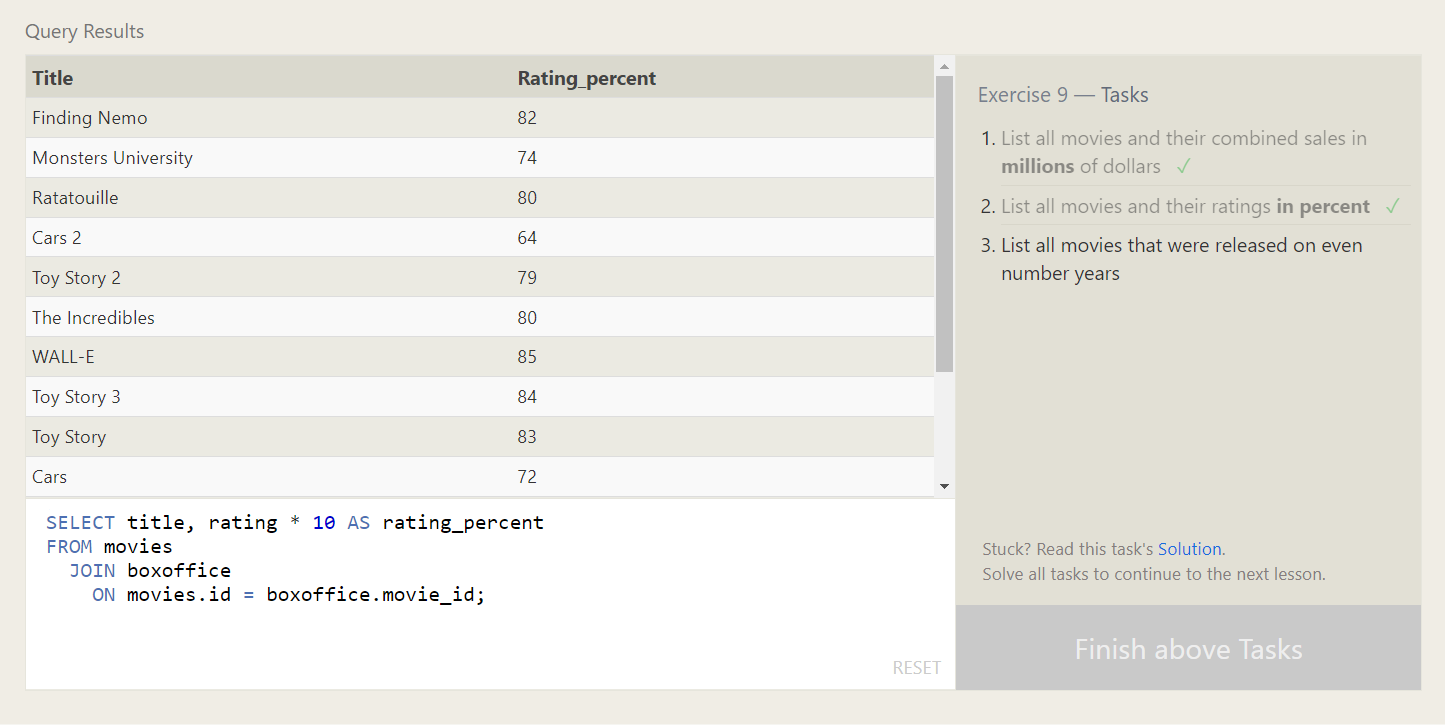 Query Results
Title Rating_percent
Finding Nemo 82
Monsters University 74
Ratatouille 80
Cars 2 64
Toy Story 2 79
The Incredibles 80
WALL-E 85
Toy Story 3 84
Toy Story 83
Cars 72
SELECT title, rating * 10 AS rating_percent
FROM movies
JOIN boxoffice
ON movies.id = boxoffice.movie_id;
RESET
Exercise 9 — Tasks
1. List all movies and their combined sales in
millions of dollars ✓
2. List all movies and their ratings in percent ✓
3. List all movies that were released on even
number years
Stuck? Read this task's Solution.
Solve all tasks to continue to the next lesson.
Finish above Tasks